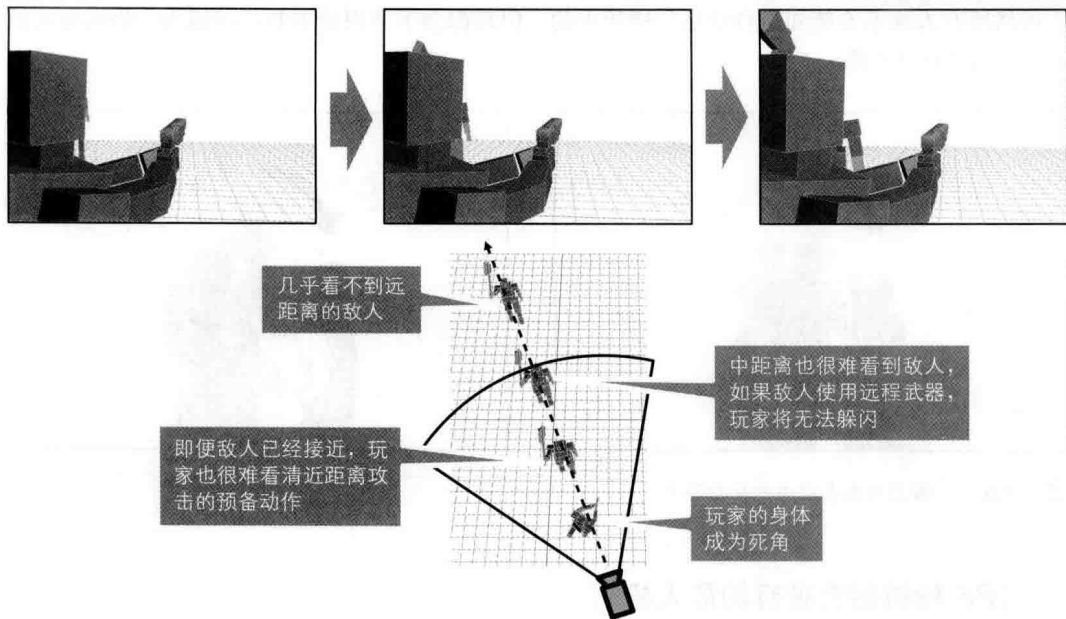 几乎看不到远
距离的敌人
中距离也很难看到敌人，
如果敌人使用远程武器，
玩家将无法躲闪
即便敌人已经接近，玩
家也很难看清近距离攻
击的预备动作
玩家的身体
成为死角